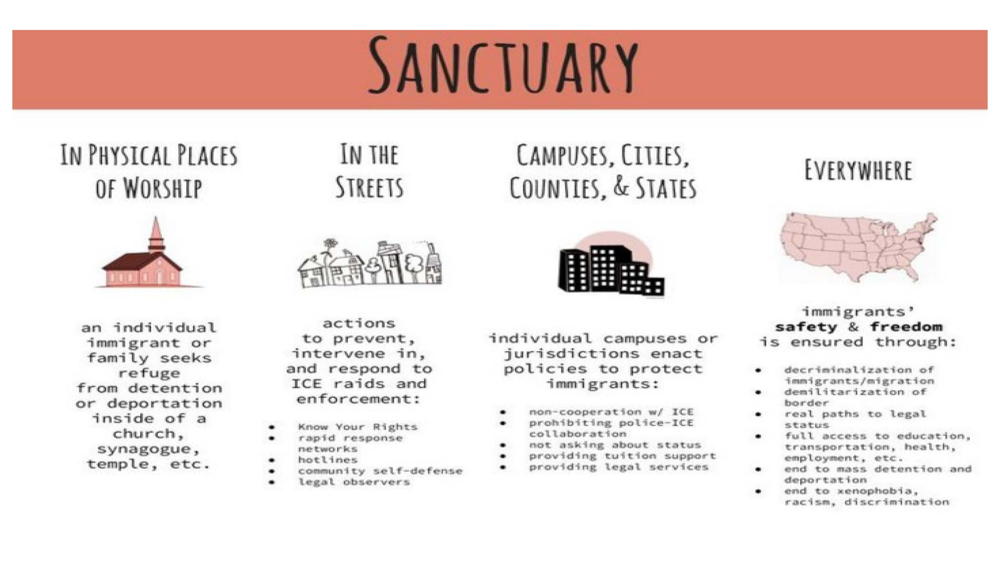 SANCTUARY
IN PHYSICAL PLACES
OF WORSHIP
an individual
immigrant or
family seeks
refuge
from detention
or deportation
inside of a
church,
synagogue,
temple, etc.
IN THE
STREETS
actions
to prevent,
intervene in,
and respond to
ICE raids and
enforcement:
• Know Your Rights
• rapid response
networks
• hotlines
• community self-defense
• legal observers
CAMPUSES, CITIES,
COUNTIES, & STATES
individual campuses or
jurisdictions enact
policies to protect
immigrants:
• non-cooperation w/ ICE
• prohibiting police-ICE
collaboration
• not asking about status
• providing tuition support
• providing legal services
EVERYWHERE
immigrants’
safety & freedom
is ensured through:
• decriminalization of
immigrants/migration
• demilitarization of
border
• real paths to legal
status
• full access to education,
transportation, health,
employment, etc.
• end to mass detention and
deportation
• end to xenophobia,
racism, discrimination